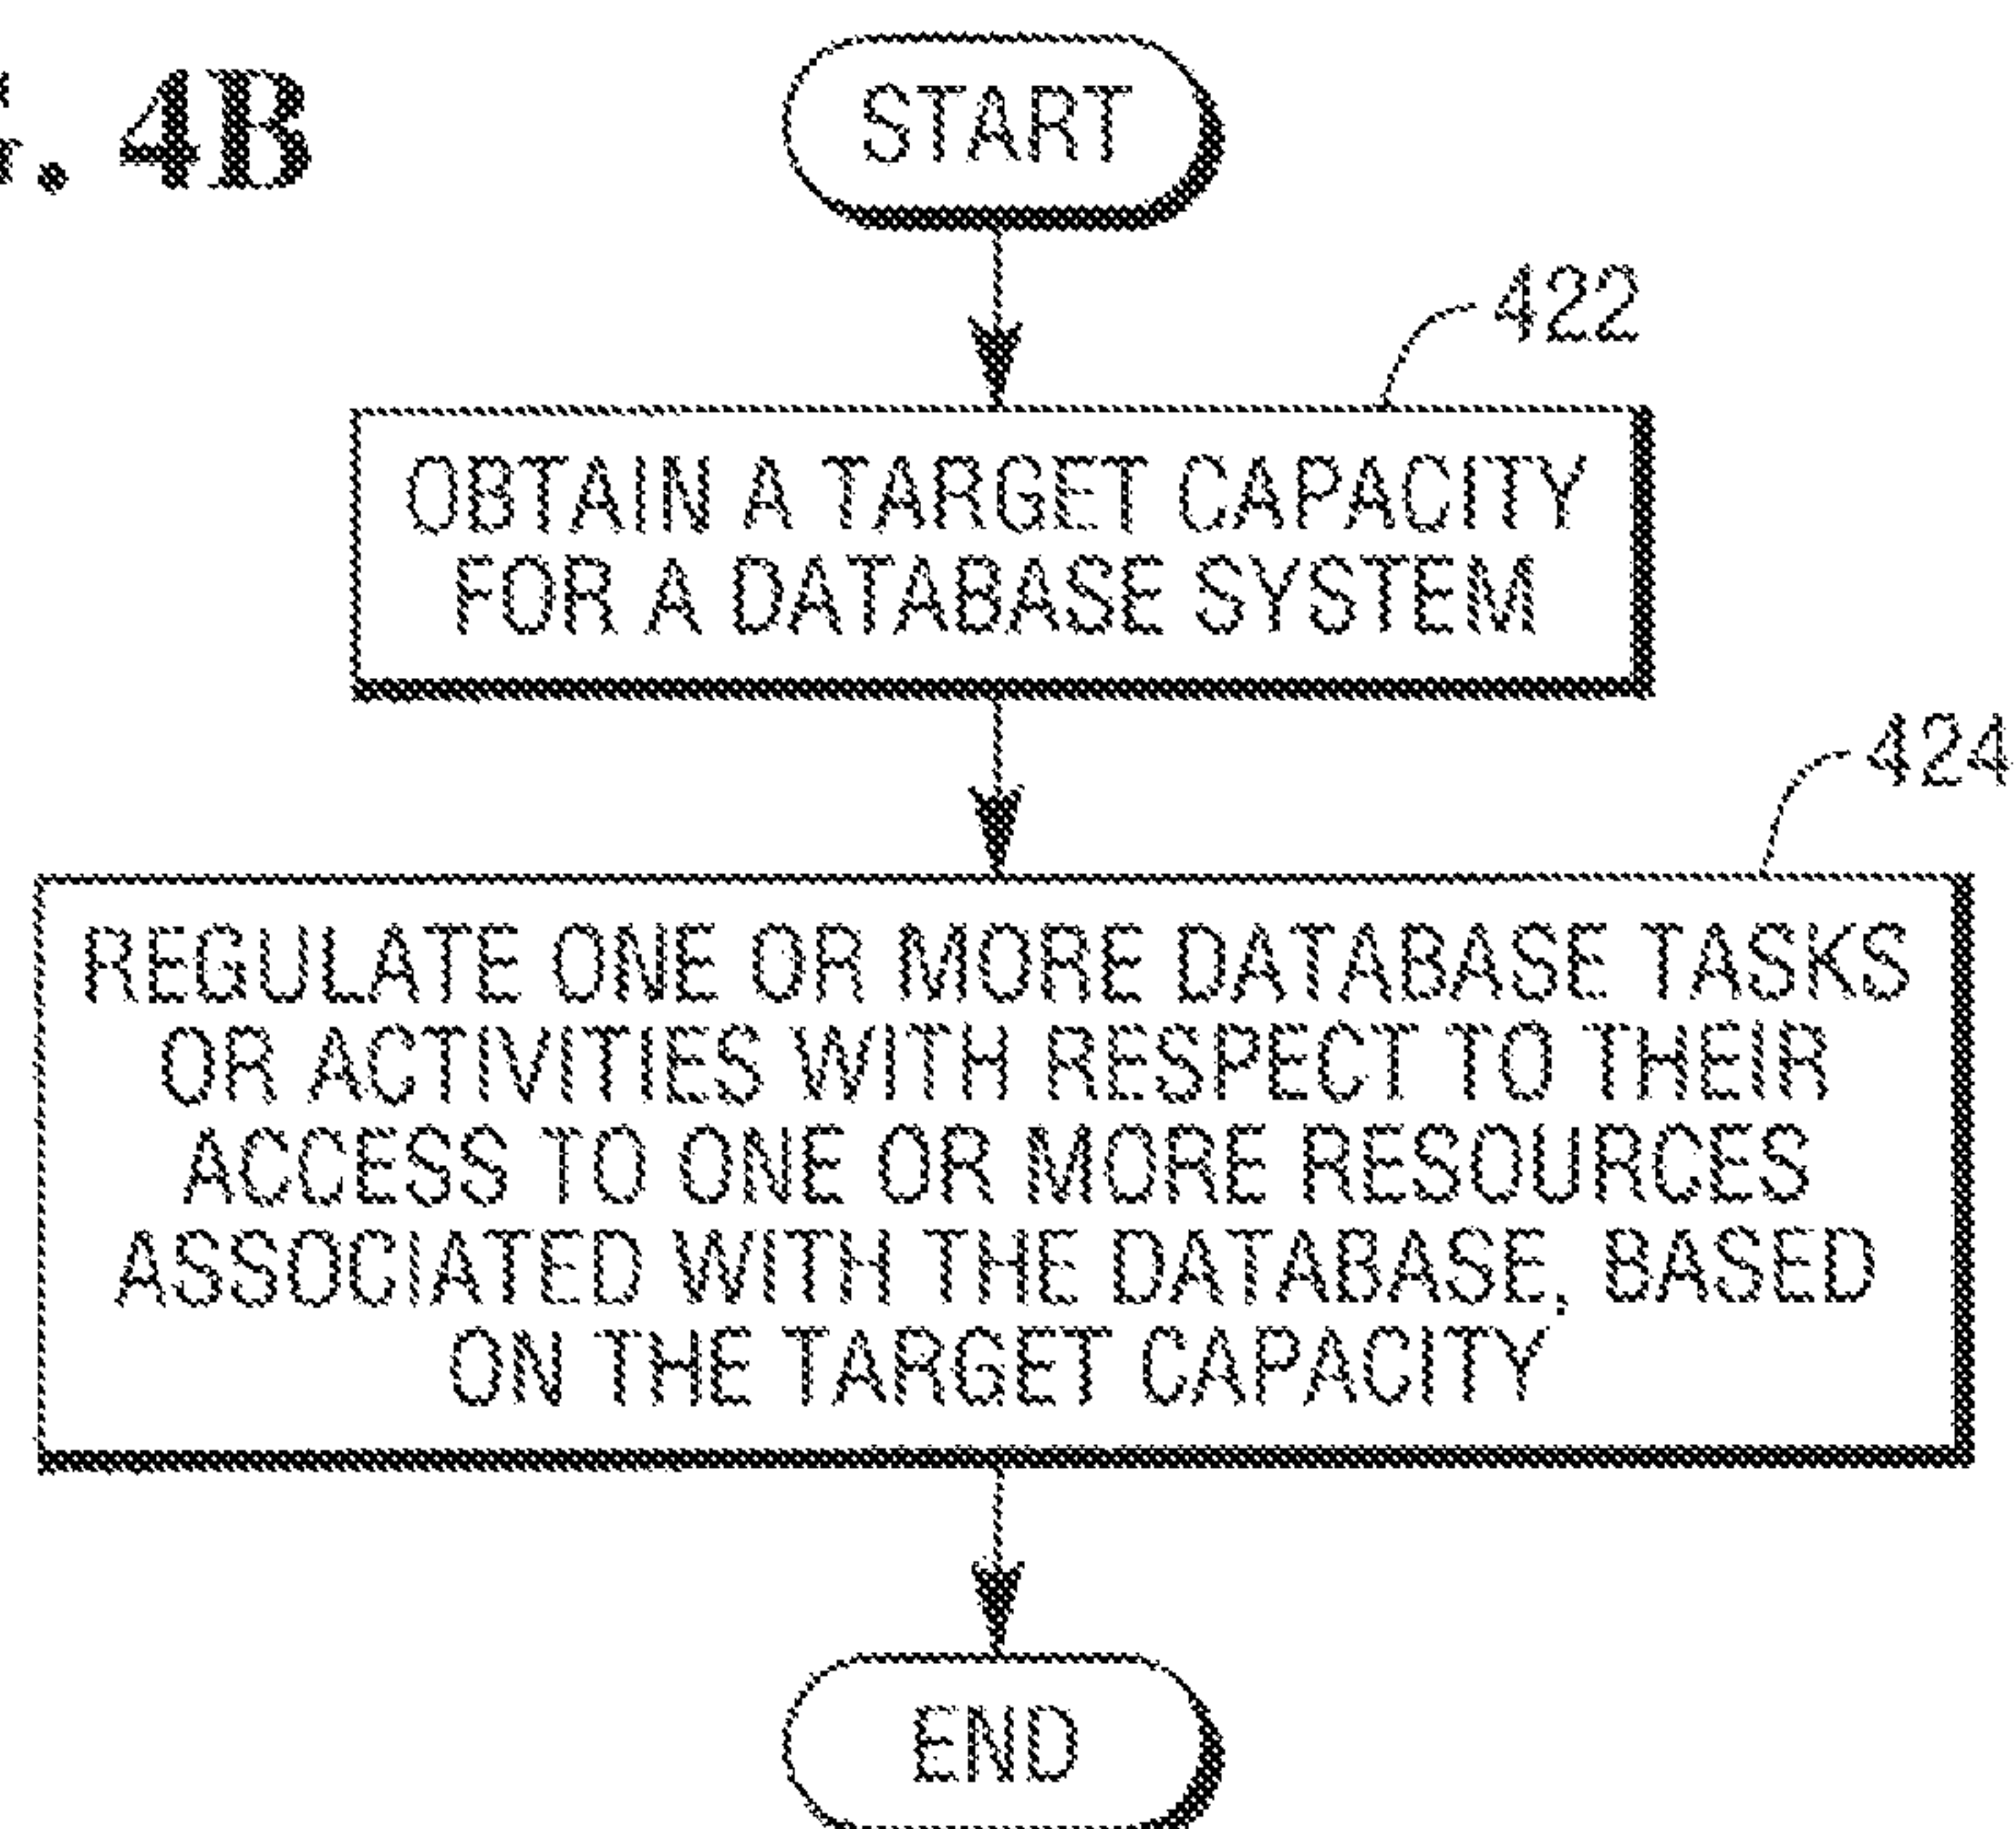 . 4B
START
422
OBTAIN A TARGET CAPACITY
FOR A DATABASE SYSTEM
424
REGULATE ONE OR MORE DATABASE TASKS
OR ACTIVITIES WITH RESPECT TO THEIR
ACCESS TO ONE OR MORE RESOURCES
ASSOCIATED WITH THE DATABASE, BASED
ON THE TARGET CAPACITY
END